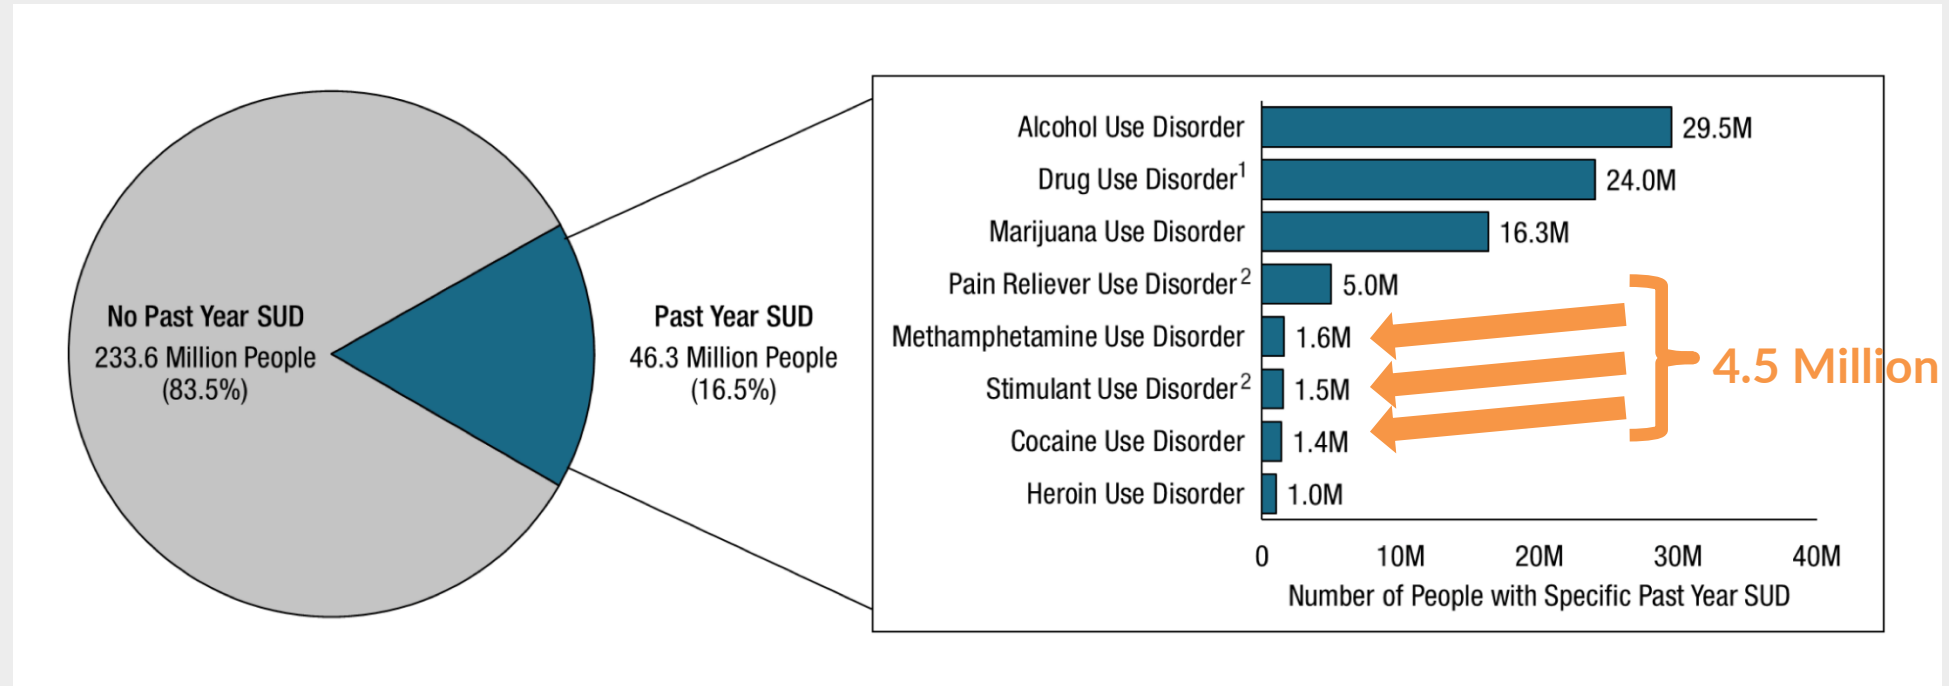 No Past Year SUD
233.6 Million People
(83.5%)
Past Year SUD
46.3 Million People
(16.5%)
Alcohol Use Disorder 29.5M
Drug Use Disorder¹ 24.0M
Marijuana Use Disorder 16.3M
Pain Reliever Use Disorder² 5.0M
Methamphetamine Use Disorder 1.6M
Stimulant Use Disorder² 1.5M
Cocaine Use Disorder 1.4M
Heroin Use Disorder 1.0M
4.5 Million
0 10M 20M 30M 40M
Number of People with Specific Past Year SUD